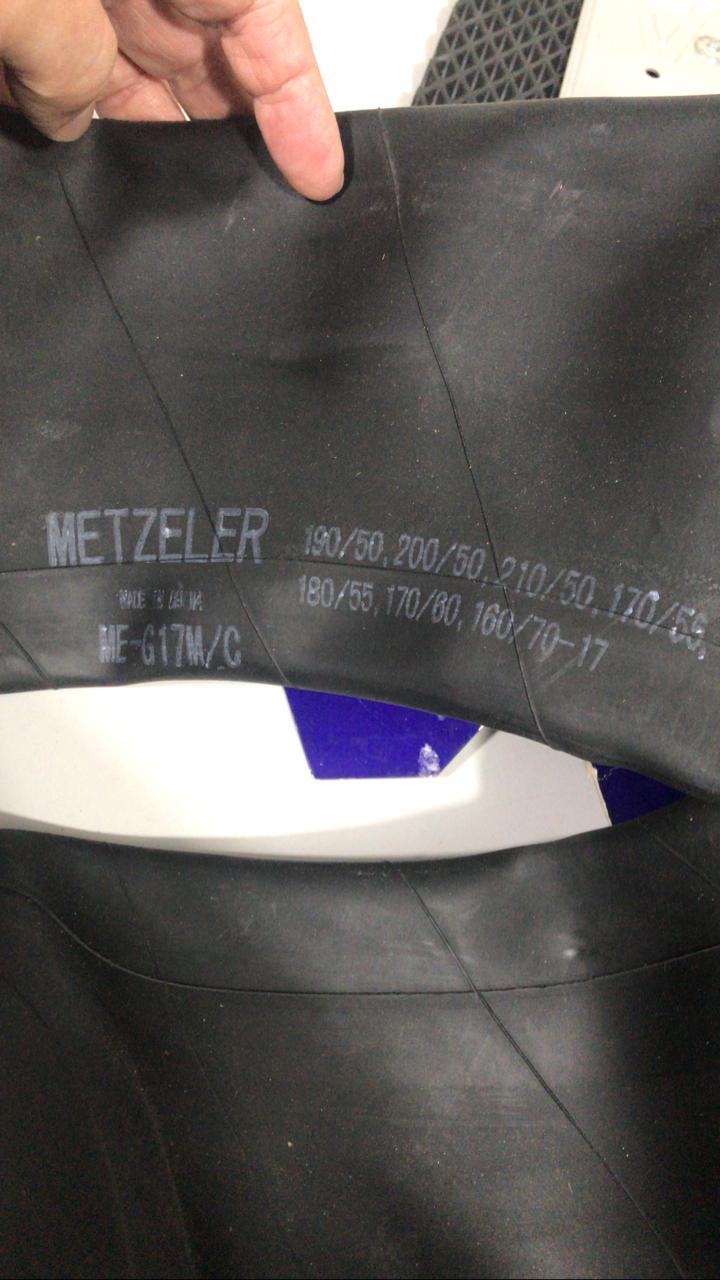 METZELER
190/50, 200/50, 210/50, 170/55,
180/55, 170/60, 160/70-17
MADE IN
ME-G17M/C